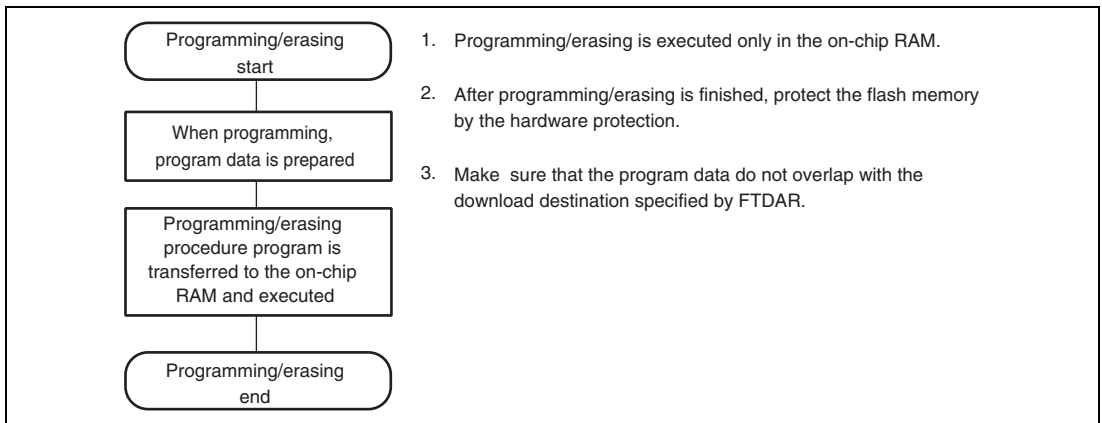 Programming/erasing
start
When programming,
program data is prepared
Programming/erasing
procedure program is
transferred to the on-chip
RAM and executed
Programming/erasing
end
1. Programming/erasing is executed only in the on-chip RAM.
2. After programming/erasing is finished, protect the flash memory
by the hardware protection.
3. Make sure that the program data do not overlap with the
download destination specified by FTDAR.